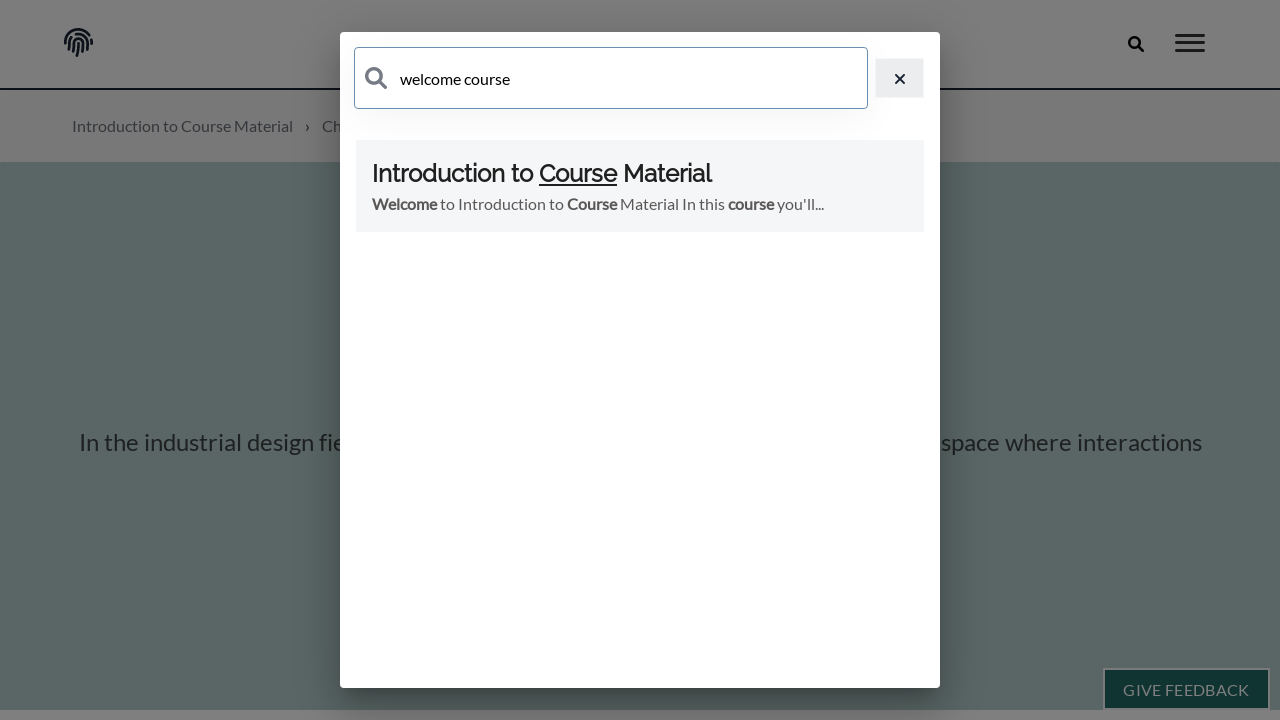 welcome course
Introduction to Course Material › Ch
Introduction to Course Material
Welcome to Introduction to Course Material In this course you'll...
In the industrial design fie space where interactions
GIVE FEEDBACK